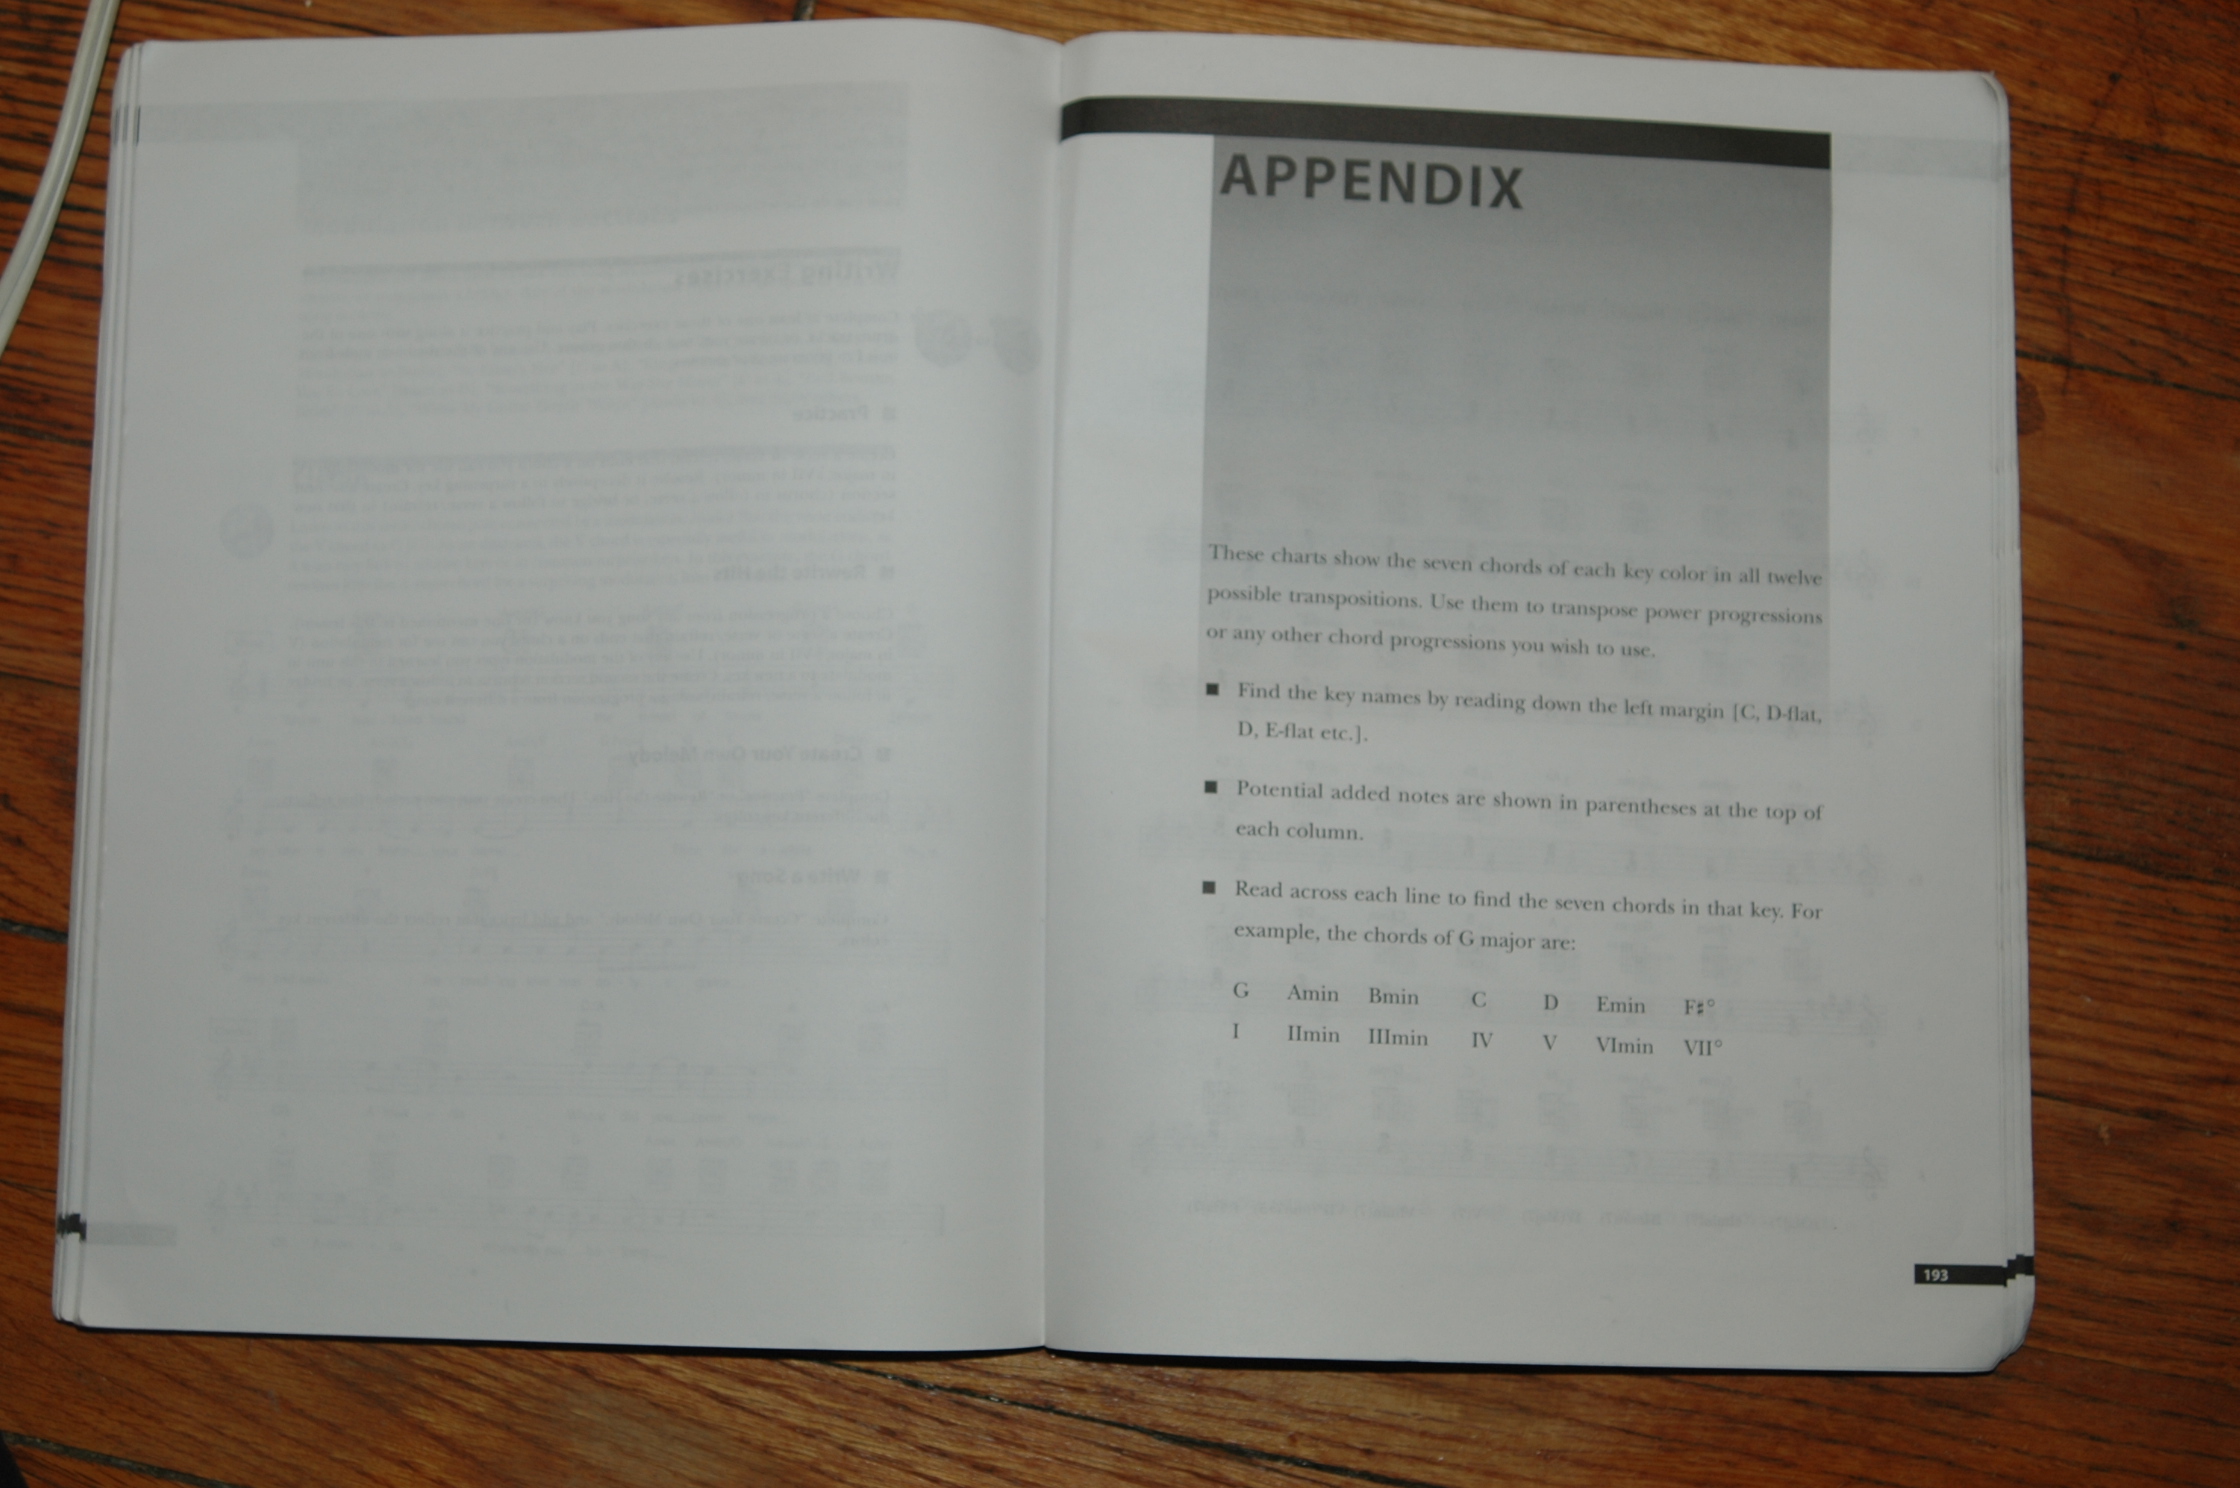 APPENDIX
These charts show the seven chords of each key color in all twelve
possible transpositions. Use them to transpose power progressions
or any other chord progressions you wish to use.
■ Find the key names by reading down the left margin [C, D-flat,
D, E-flat etc.].
■ Potential added notes are shown in parentheses at the top of
each column.
■ Read across each line to find the seven chords in that key. For
example, the chords of G major are:
G Amin Bmin C D Emin F♯°
I IImin IIImin IV V VImin VII°
193